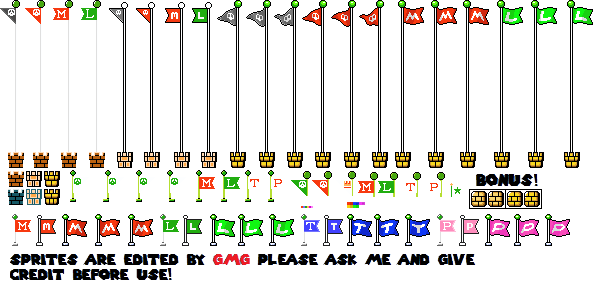 M L M L M M M L L L
M L T P M L T P
BONUS!
M M M M M L L L L L T T T T T P P P P P
SPRITES ARE EDITED BY GMG PLEASE ASK ME AND GIVE
CREDIT BEFORE USE!